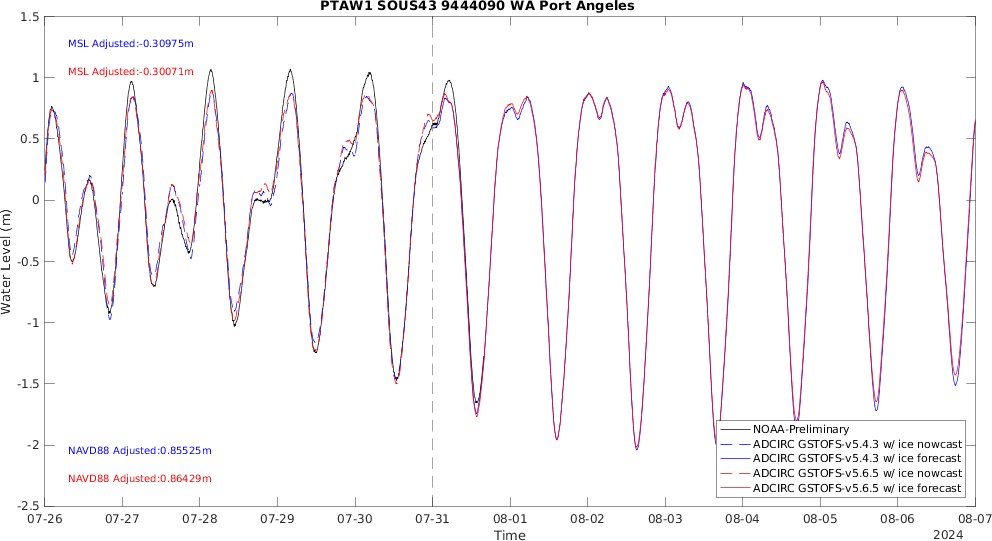 PTAW1 SOUS43 9444090 WA Port Angeles
1.5
1
0.5
0
-0.5
-1
-1.5
-2
-2.5
Water Level (m)
MSL Adjusted:-0.30975m
MSL Adjusted:-0.30071m
NAVD88 Adjusted:0.85525m
NAVD88 Adjusted:0.86429m
NOAA-Preliminary
ADCIRC GSTOFS-v5.4.3 w/ ice nowcast
ADCIRC GSTOFS-v5.4.3 w/ ice forecast
ADCIRC GSTOFS-v5.6.5 w/ ice nowcast
ADCIRC GSTOFS-v5.6.5 w/ ice forecast
07-26 07-27 07-28 07-29 07-30 07-31 08-01 08-02 08-03 08-04 08-05 08-06 08-07
Time
2024